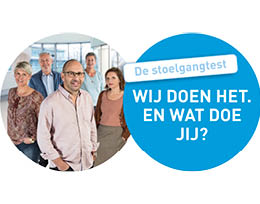 De stoelgangtest
WIJ DOEN HET.
EN WAT DOE
JIJ?